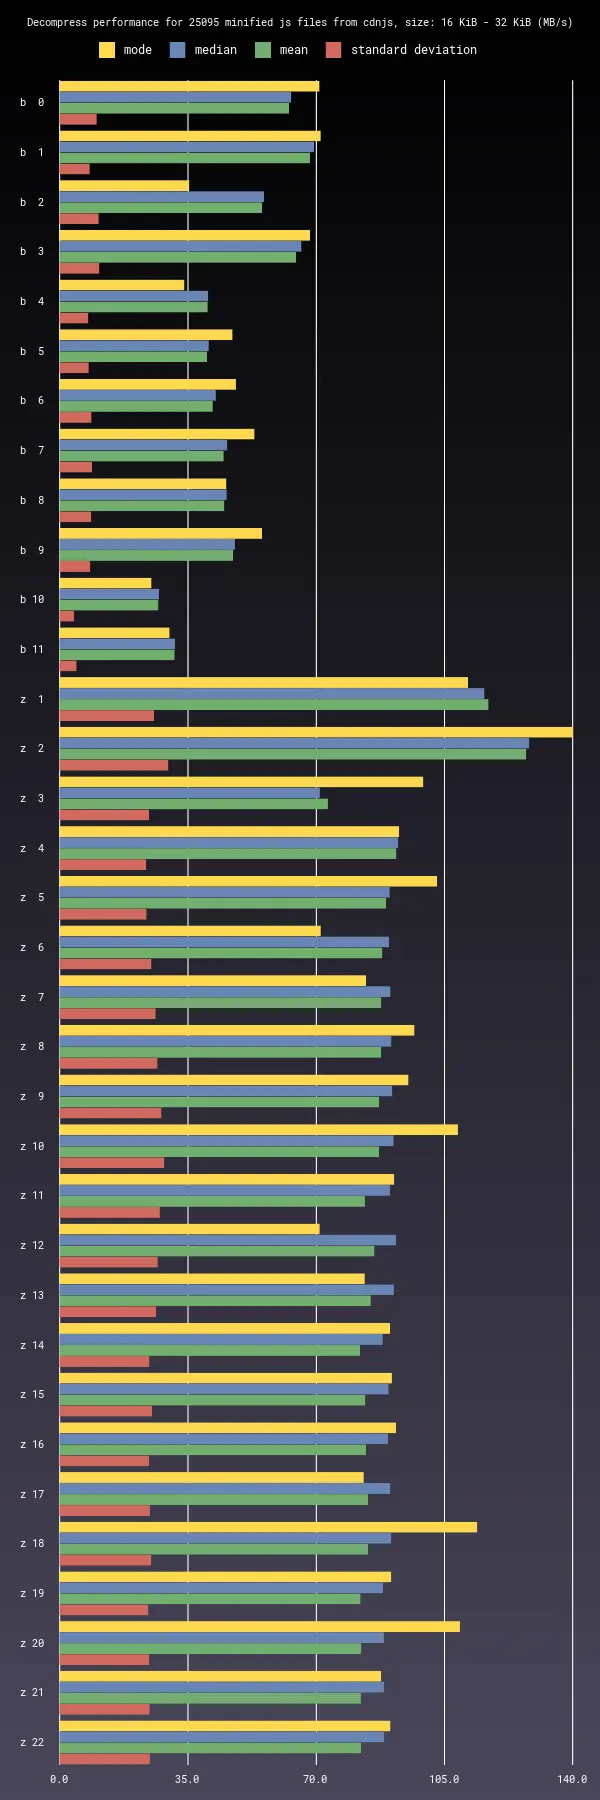 Decompress performance for 25095 minified js files from cdnjs, size: 16 KiB - 32 KiB (MB/s)
mode median mean standard deviation
b 0
b 1
b 2
b 3
b 4
b 5
b 6
b 7
b 8
b 9
b 10
b 11
z 1
z 2
z 3
z 4
z 5
z 6
z 7
z 8
z 9
z 10
z 11
z 12
z 13
z 14
z 15
z 16
z 17
z 18
z 19
z 20
z 21
z 22
0.0 35.0 70.0 105.0 140.0